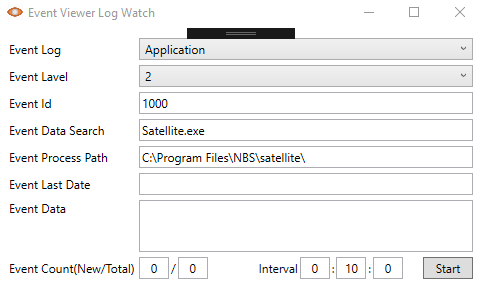 Event Viewer Log Watch
Event Log Application
Event Lavel 2
Event Id 1000
Event Data Search Satellite.exe
Event Process Path C:\Program Files\NBS\satellite\
Event Last Date
Event Data
Event Count(New/Total) 0 / 0 Interval 0 : 10 : 0 Start